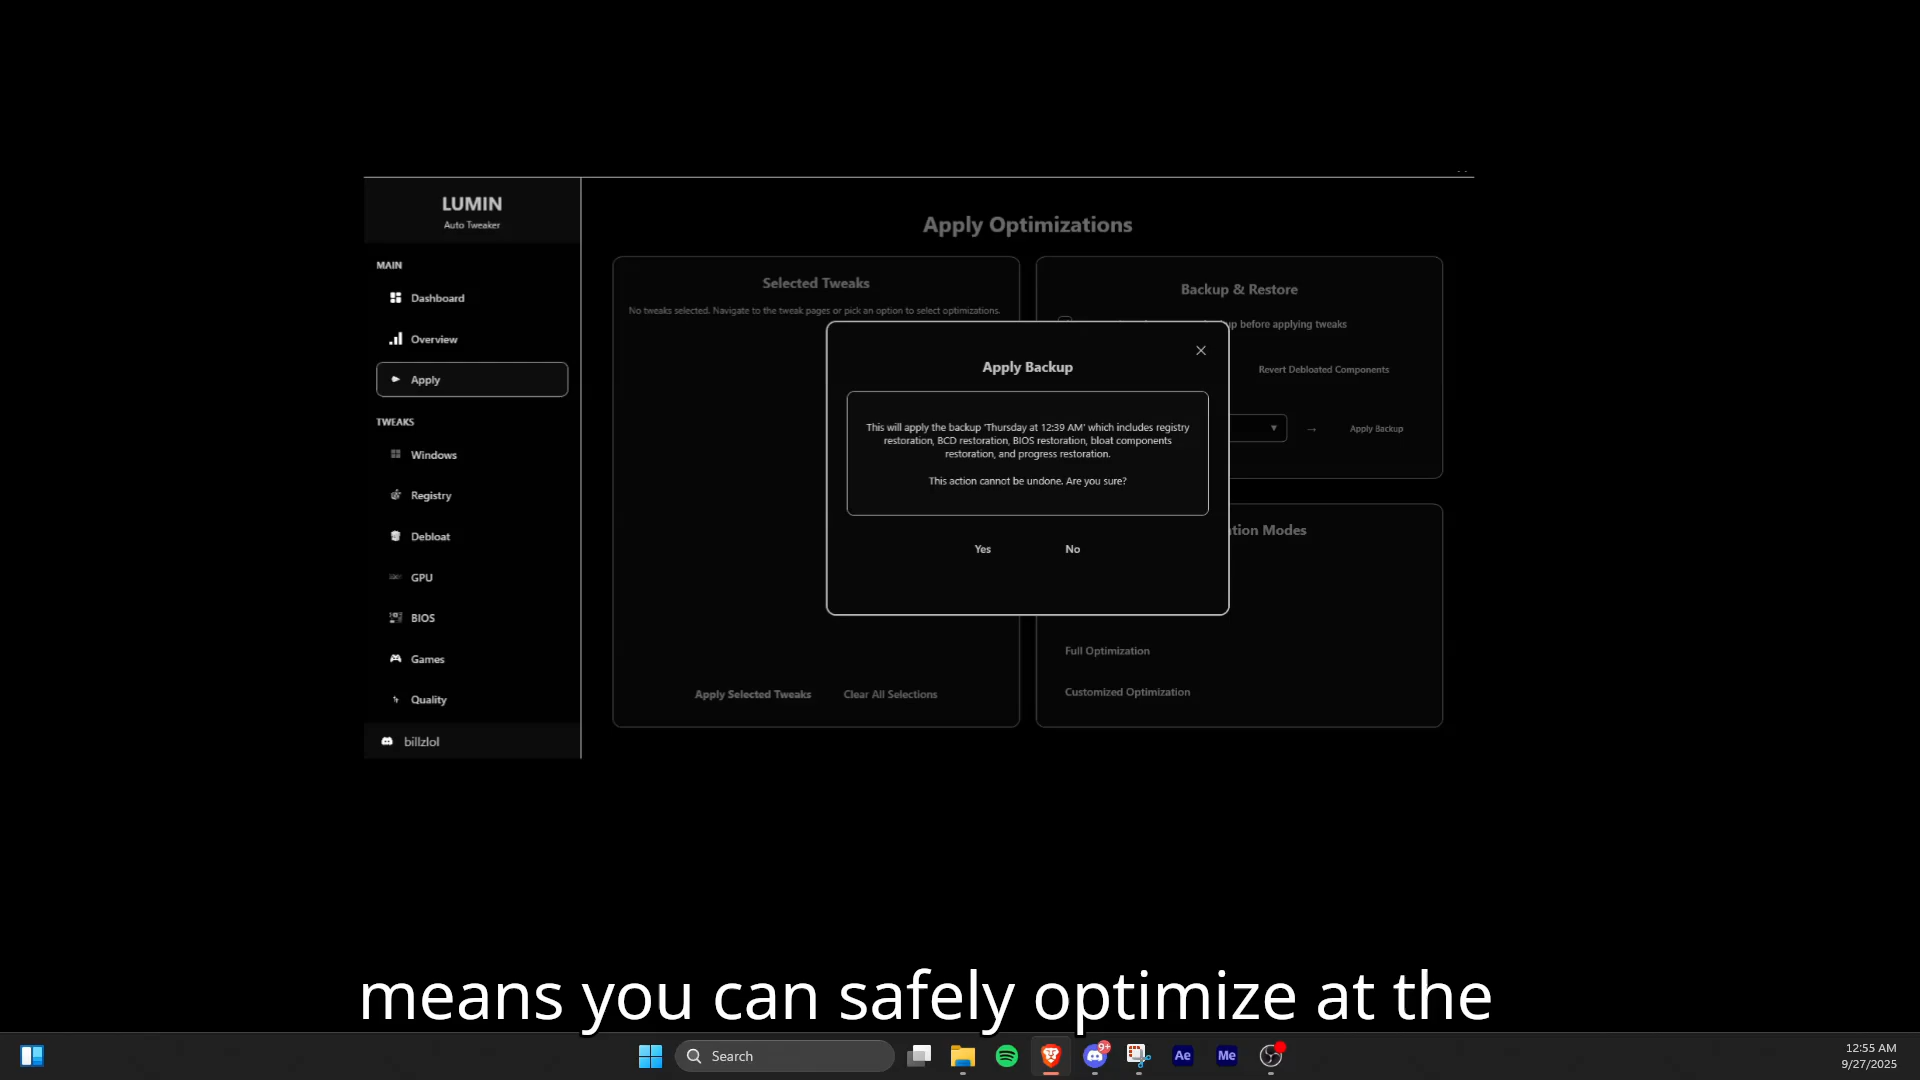 LUMIN
Auto Tweaker
MAIN
Dashboard
Overview
Apply
TWEAKS
Windows
Registry
Debloat
GPU
BIOS
Games
Quality
billzlol
Apply Optimizations
Selected Tweaks
No tweaks selected. Navigate to the tweak pages or pick an option to select optimizations.
Apply Selected Tweaks
Clear All Selections
Backup & Restore
before applying tweaks
Revert Debloated Components
→ Apply Backup
Modes
Full Optimization
Customized Optimization
Apply Backup
This will apply the backup 'Thursday at 12:39 AM' which includes registry
restoration, BCD restoration, BIOS restoration, bloat components
restoration, and progress restoration.
This action cannot be undone. Are you sure?
Yes
No
means you can safely optimize at the
Search
9+
Ae
Me
12:55 AM
9/27/2025